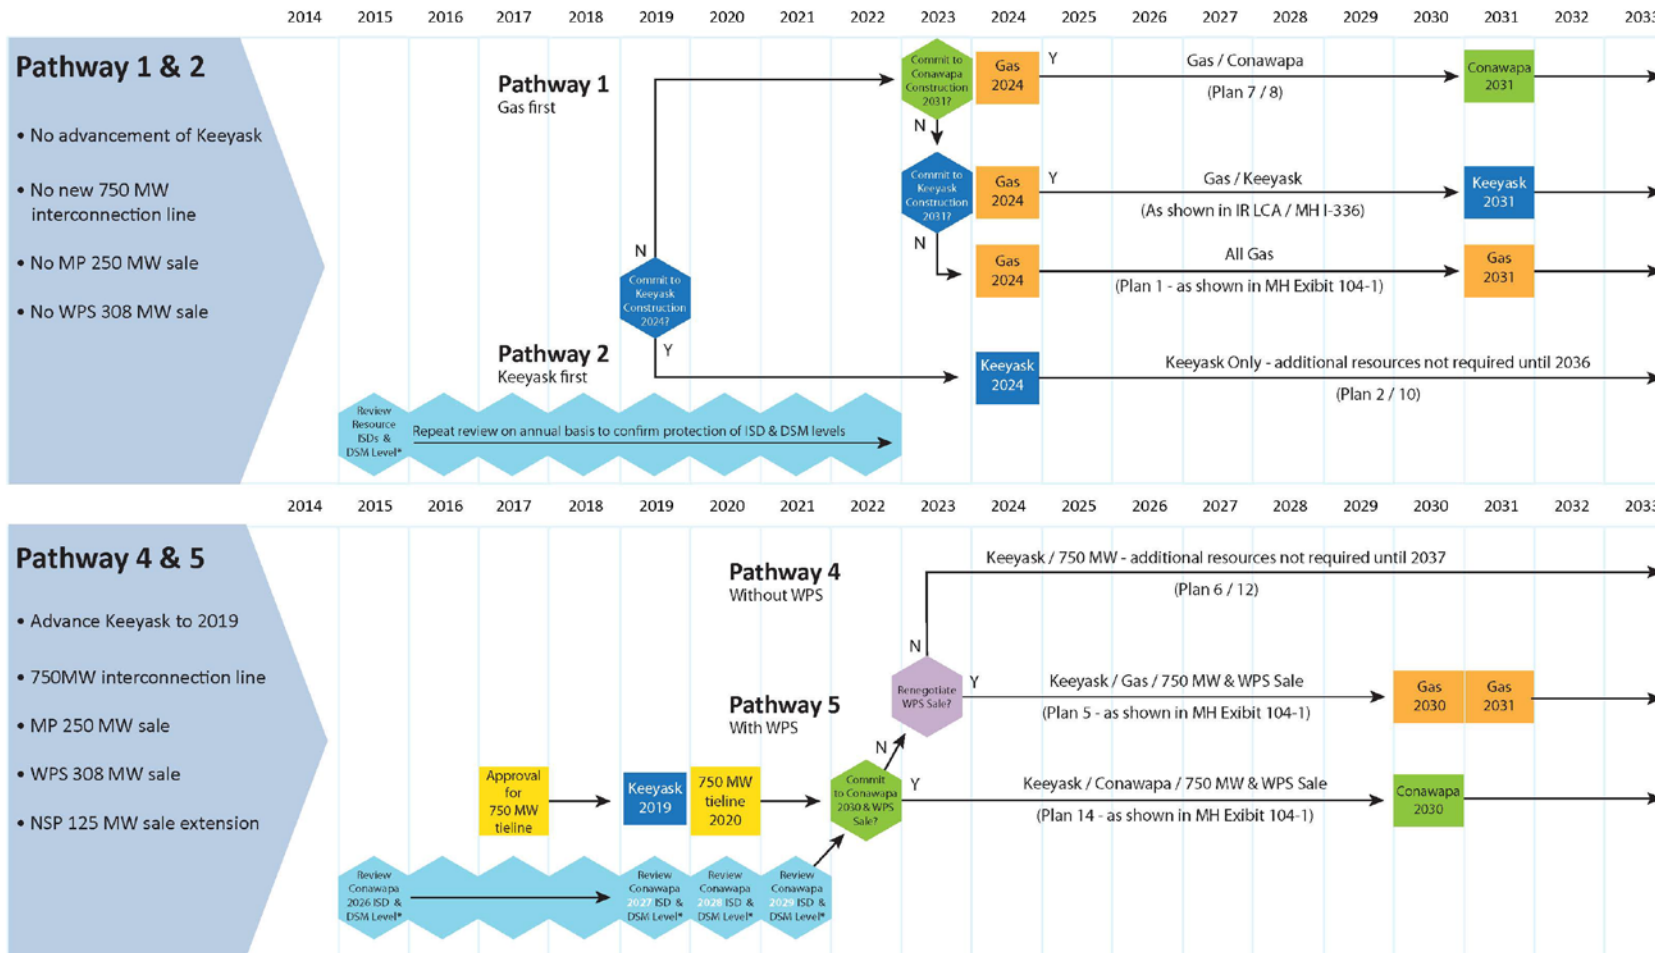 2014 2015 2016 2017 2018 2019 2020 2021 2022 2023 2024 2025 2026 2027 2028 2029 2030 2031 2032 2033
Pathway 1 & 2
• No advancement of Keeyask
• No new 750 MW
interconnection line
• No MP 250 MW sale
• No WPS 308 MW sale
Pathway 1
Gas first
Commit to
Conawapa
Construction
2031?
Gas
2024
Y
Gas / Conawapa
(Plan 7 / 8)
Conawapa
2031
N
Commit to
Keeyask
Construction
2031?
Gas
2024
Y
Gas / Keeyask
(As shown in IR LCA / MH I-336)
Keeyask
2031
N
N
Gas
2024
All Gas
(Plan 1 - as shown in MH Exhibit 104-1)
Gas
2031
Commit to
Keeyask
Construction
2024?
Y
Pathway 2
Keeyask first
Keeyask
2024
Keeyask Only - additional resources not required until 2036
(Plan 2 / 10)
Review
Resource
ISDs &
DSM Level*
Repeat review on annual basis to confirm protection of ISD & DSM levels
2014 2015 2016 2017 2018 2019 2020 2021 2022 2023 2024 2025 2026 2027 2028 2029 2030 2031 2032 2033
Pathway 4 & 5
• Advance Keeyask to 2019
• 750MW interconnection line
• MP 250 MW sale
• WPS 308 MW sale
• NSP 125 MW sale extension
Pathway 4
Without WPS
Keeyask / 750 MW - additional resources not required until 2037
(Plan 6 / 12)
N
Pathway 5
With WPS
Renegotiate
WPS Sale?
Y
Keeyask / Gas / 750 MW & WPS Sale
(Plan 5 - as shown in MH Exhibit 104-1)
Gas
2030
Gas
2031
N
Approval
for
750 MW
tieline
Keeyask
2019
750 MW
tieline
2020
Commit
to Conawapa
2030 & WPS
Sale?
Y
Keeyask / Conawapa / 750 MW & WPS Sale
(Plan 14 - as shown in MH Exhibit 104-1)
Conawapa
2030
Review
Conawapa
2026 ISD &
DSM Level*
Review
Conawapa
2027 ISD &
DSM Level*
Review
Conawapa
2028 ISD &
DSM Level*
Review
Conawapa
2029 ISD &
DSM Level*